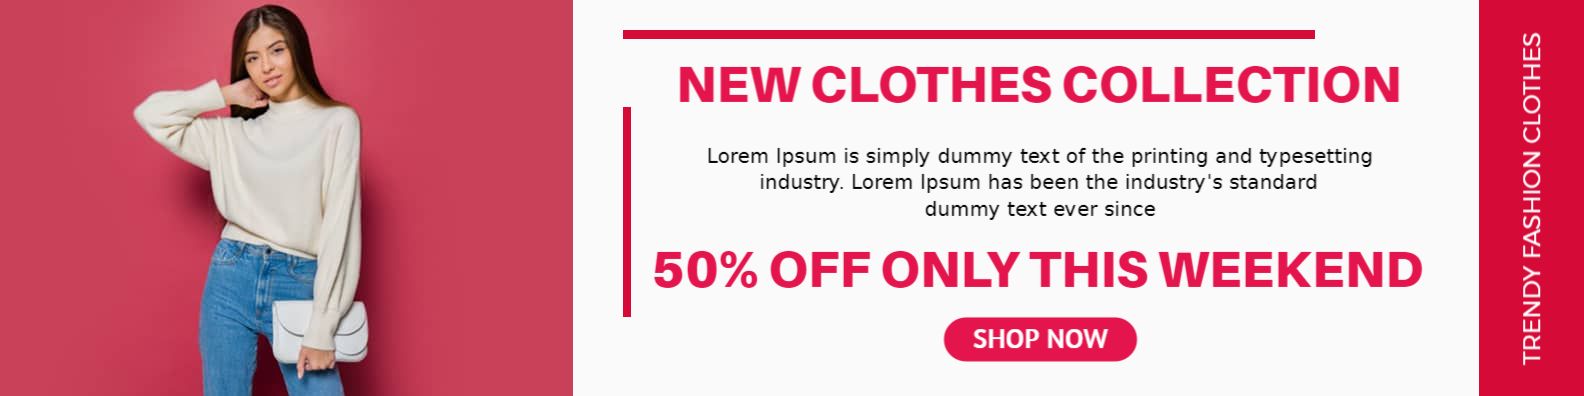 NEW CLOTHES COLLECTION
Lorem Ipsum is simply dummy text of the printing and typesetting
industry. Lorem Ipsum has been the industry's standard
dummy text ever since
50% OFF ONLY THIS WEEKEND
SHOP NOW
TRENDY FASHION CLOTHES